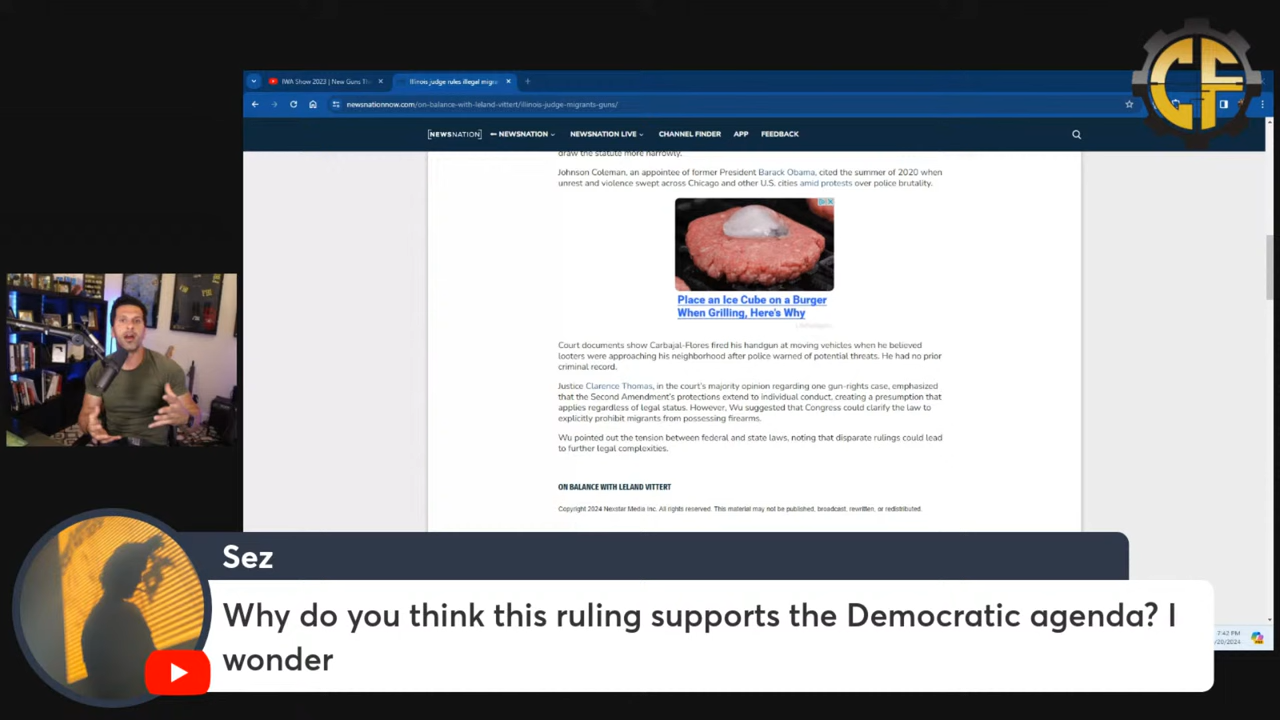 CF
IWA Show 2023 | New Guns Th
Illinois judge rules illegal migra
newsnationnow.com/on-balance-with-leland-vittert/illinois-judge-migrants-guns/
[NEWSNATION]
NEWSNATION
NEWSNATION LIVE
CHANNEL FINDER
APP
FEEDBACK
draw the statute more narrowly.
Johnson Coleman, an appointee of former President Barack Obama, cited the summer of 2020 when
unrest and violence swept across Chicago and other U.S. cities amid protests over police brutality.
Place an Ice Cube on a Burger
When Grilling, Here's Why
Court documents show Carbajal-Flores fired his handgun at moving vehicles when he believed
looters were approaching his neighborhood after police warned of potential threats. He had no prior
criminal record.
Justice Clarence Thomas, in the court's majority opinion regarding one gun-rights case, emphasized
that the Second Amendment's protections extend to individual conduct, creating a presumption that
applies regardless of legal status. However, Wu suggested that Congress could clarify the law to
explicitly prohibit migrants from possessing firearms.
Wu pointed out the tension between federal and state laws, noting that disparate rulings could lead
to further legal complexities.
ON BALANCE WITH LELAND VITTERT
Copyright 2024 Nexstar Media Inc. All rights reserved. This material may not be published, broadcast, rewritten, or redistributed.
Sez
Why do you think this ruling supports the Democratic agenda? I
wonder
7:42 PM
/20/2024